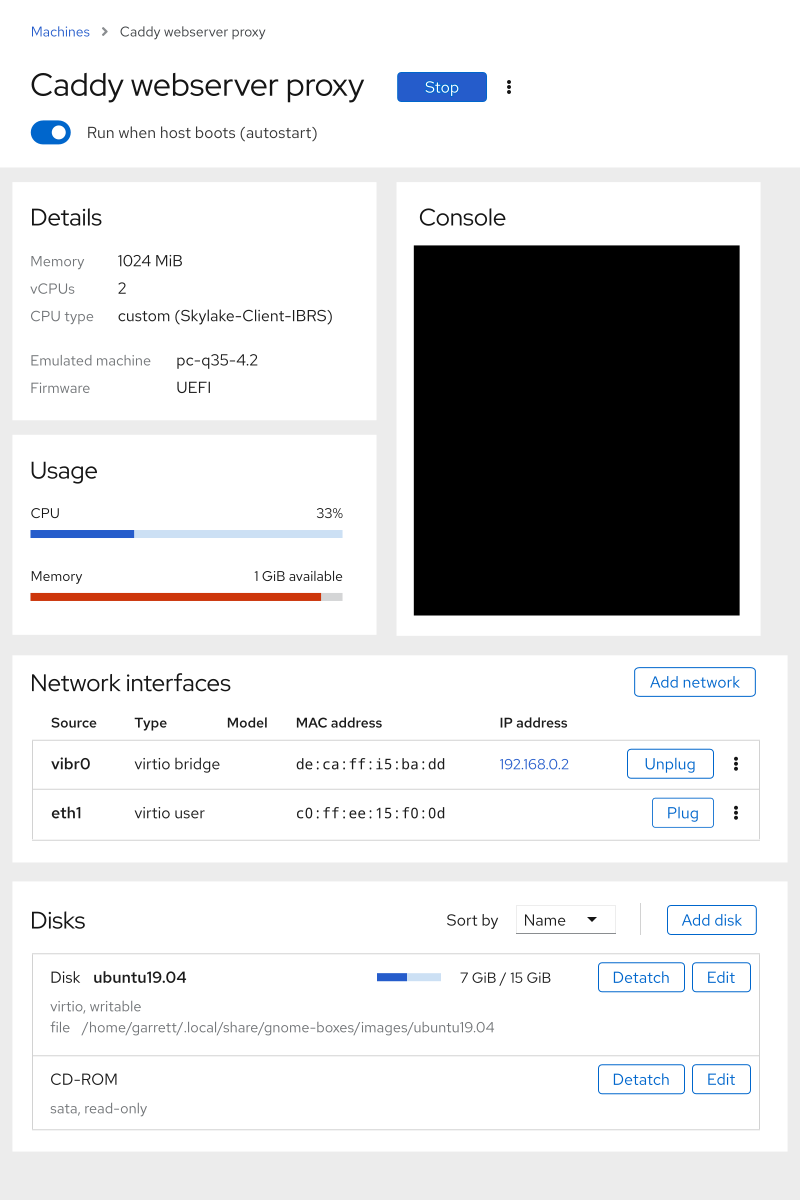 Machines > Caddy webserver proxy
Caddy webserver proxy Stop
Run when host boots (autostart)
Details
Memory 1024 MiB
vCPUs 2
CPU type custom (Skylake-Client-IBRS)
Emulated machine pc-q35-4.2
Firmware UEFI
Usage
CPU 33%
Memory 1 GiB available
Console
Network interfaces Add network
Source Type Model MAC address IP address
vibr0 virtio bridge de:ca:ff:i5:ba:dd 192.168.0.2 Unplug
eth1 virtio user c0:ff:ee:15:f0:0d Plug
Disks Sort by Name Add disk
Disk ubuntu19.04 7 GiB / 15 GiB Detatch Edit
virtio, writable
file /home/garrett/.local/share/gnome-boxes/images/ubuntu19.04
CD-ROM Detatch Edit
sata, read-only